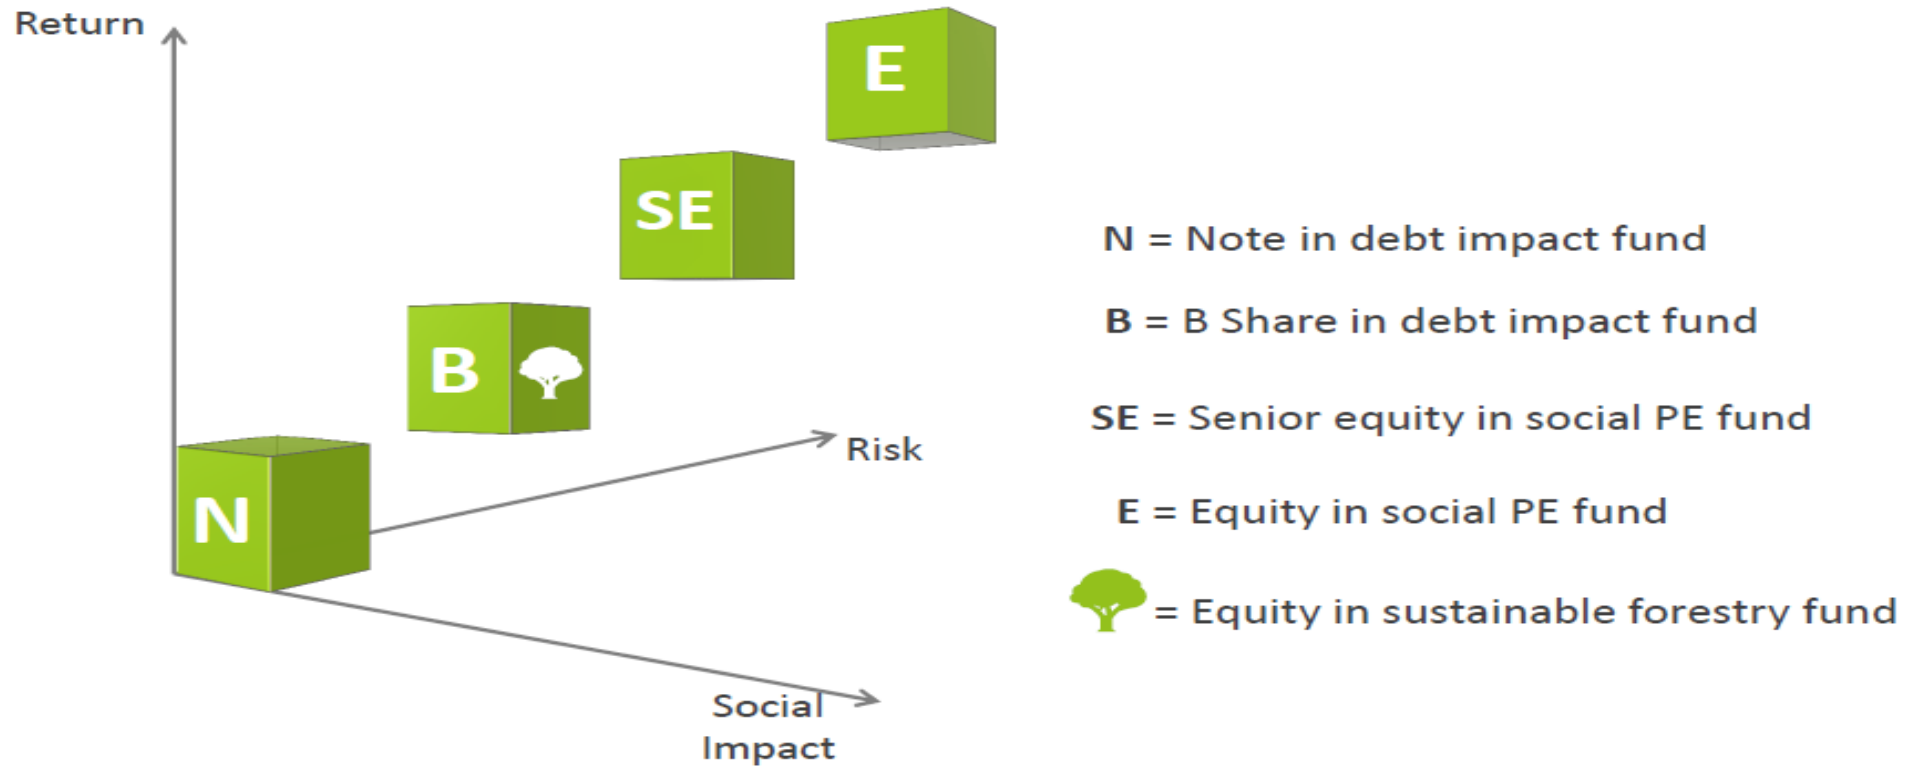 Return
E
SE
B
N
Risk
Social
Impact
N = Note in debt impact fund
B = B Share in debt impact fund
SE = Senior equity in social PE fund
E = Equity in social PE fund
= Equity in sustainable forestry fund